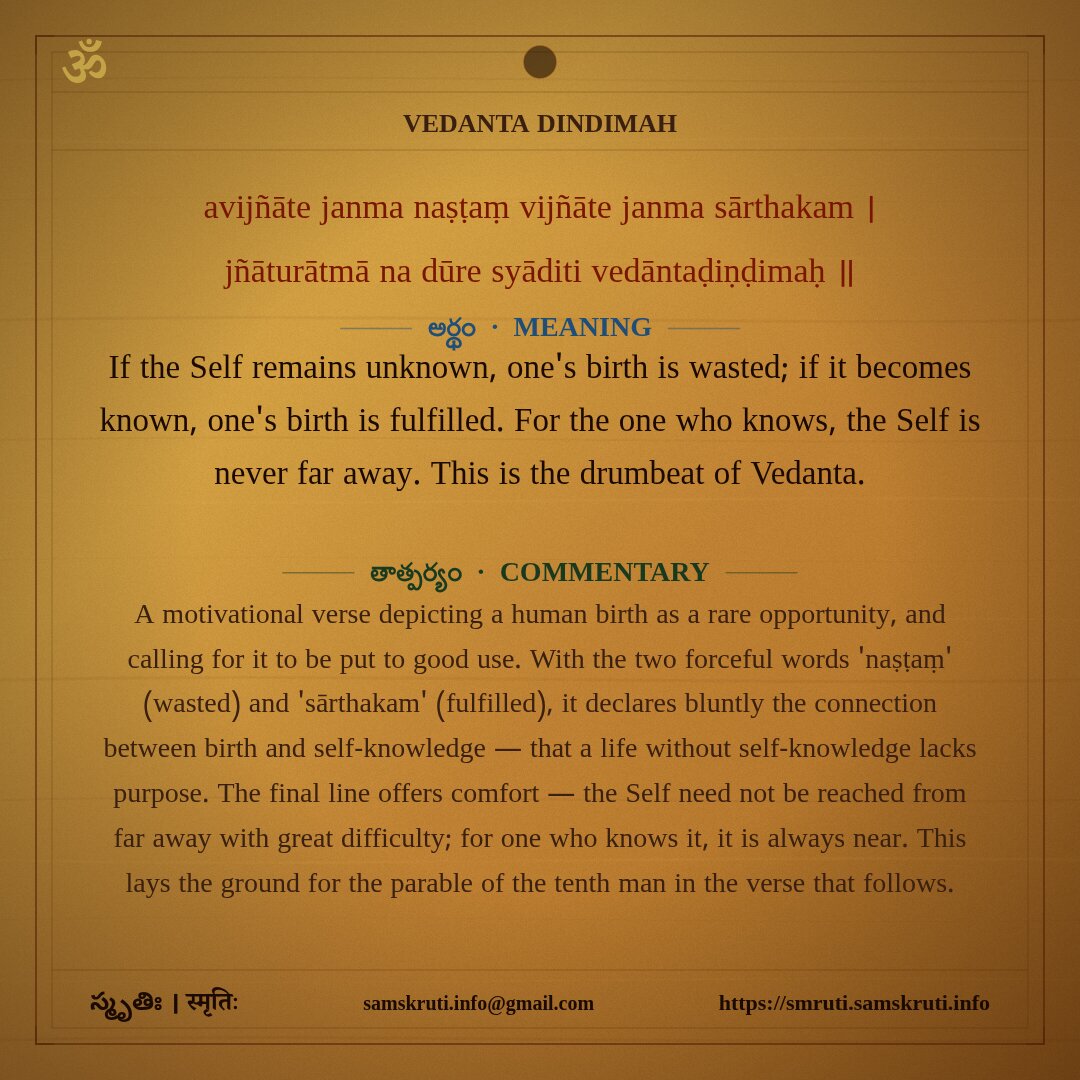 ॐ
VEDANTA DINDIMAH
avijñāte janma naṣṭaṃ vijñāte janma sārthakam |
jñāturātmā na dūre syāditi vedāntaḍiṇḍimaḥ ||
అర్థం · MEANING
If the Self remains unknown, one's birth is wasted; if it becomes
known, one's birth is fulfilled. For the one who knows, the Self is
never far away. This is the drumbeat of Vedanta.
తాత్పర్యం · COMMENTARY
A motivational verse depicting a human birth as a rare opportunity, and
calling for it to be put to good use. With the two forceful words 'naṣṭaṃ'
(wasted) and 'sārthakam' (fulfilled), it declares bluntly the connection
between birth and self-knowledge — that a life without self-knowledge lacks
purpose. The final line offers comfort — the Self need not be reached from
far away with great difficulty; for one who knows it, it is always near. This
lays the ground for the parable of the tenth man in the verse that follows.
స్మృతిః | स्मृतिः samskruti.info@gmail.com https://smruti.samskruti.info